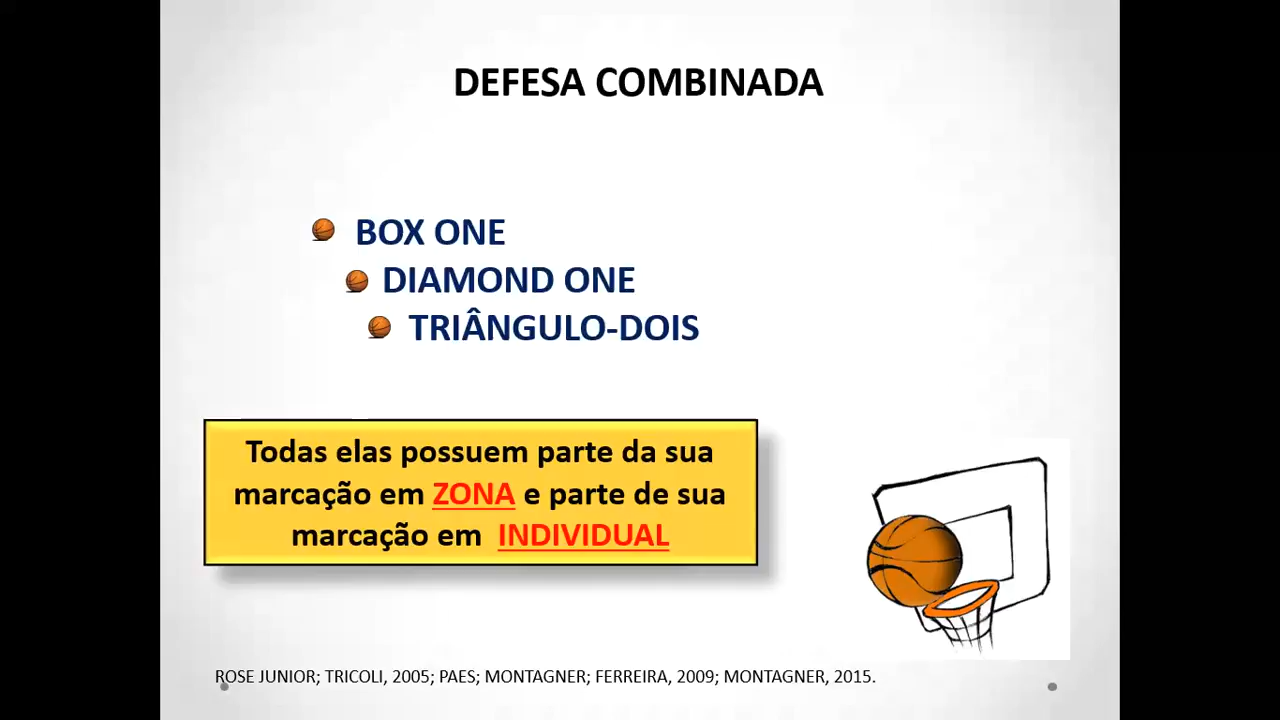 DEFESA COMBINADA
BOX ONE
DIAMOND ONE
TRIÂNGULO-DOIS
Todas elas possuem parte da sua
marcação em ZONA e parte de sua
marcação em INDIVIDUAL
ROSE JUNIOR; TRICOLI, 2005; PAES; MONTAGNER; FERREIRA, 2009; MONTAGNER, 2015.